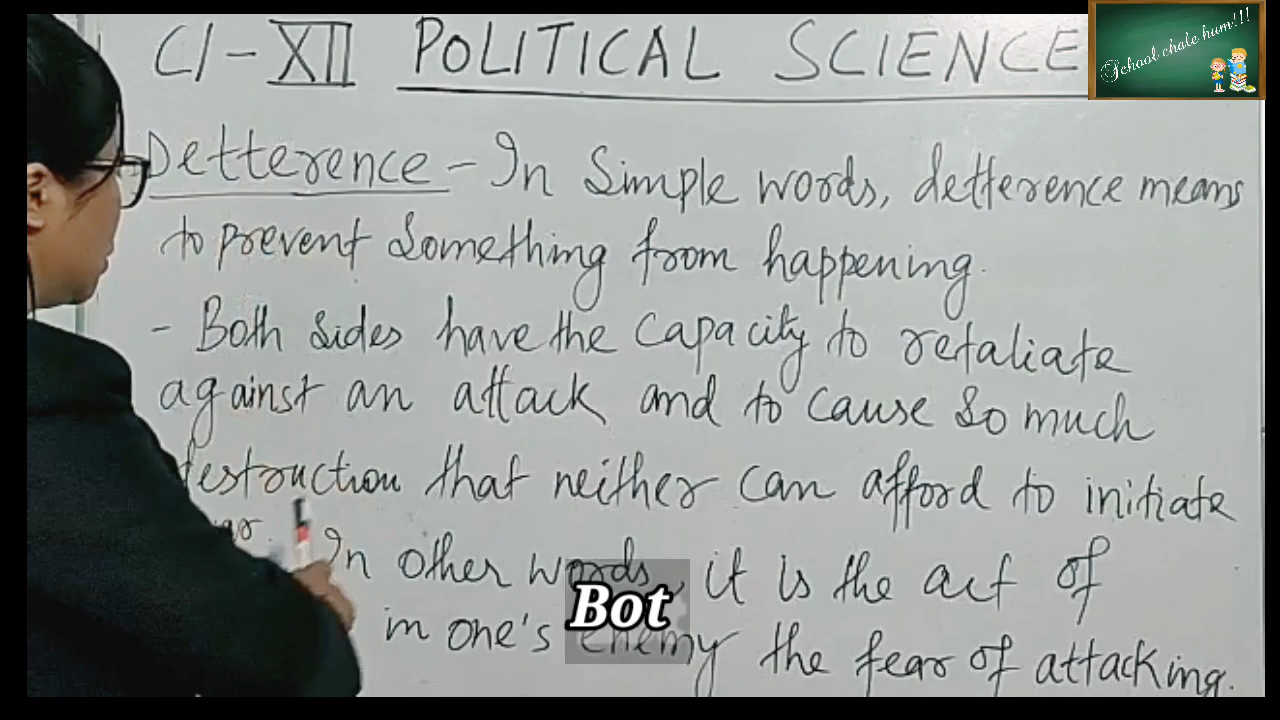 Cl-XII POLITICAL SCIENCE
School chale hum!!!
Detterence - In Simple words, detterence means
to prevent something from happening.
- Both sides have the capacity to retaliate
against an attack and to cause so much
destruction that neither can afford to initiate
In other words, it is the act of
in one's enemy the fear of attacking.
Bot